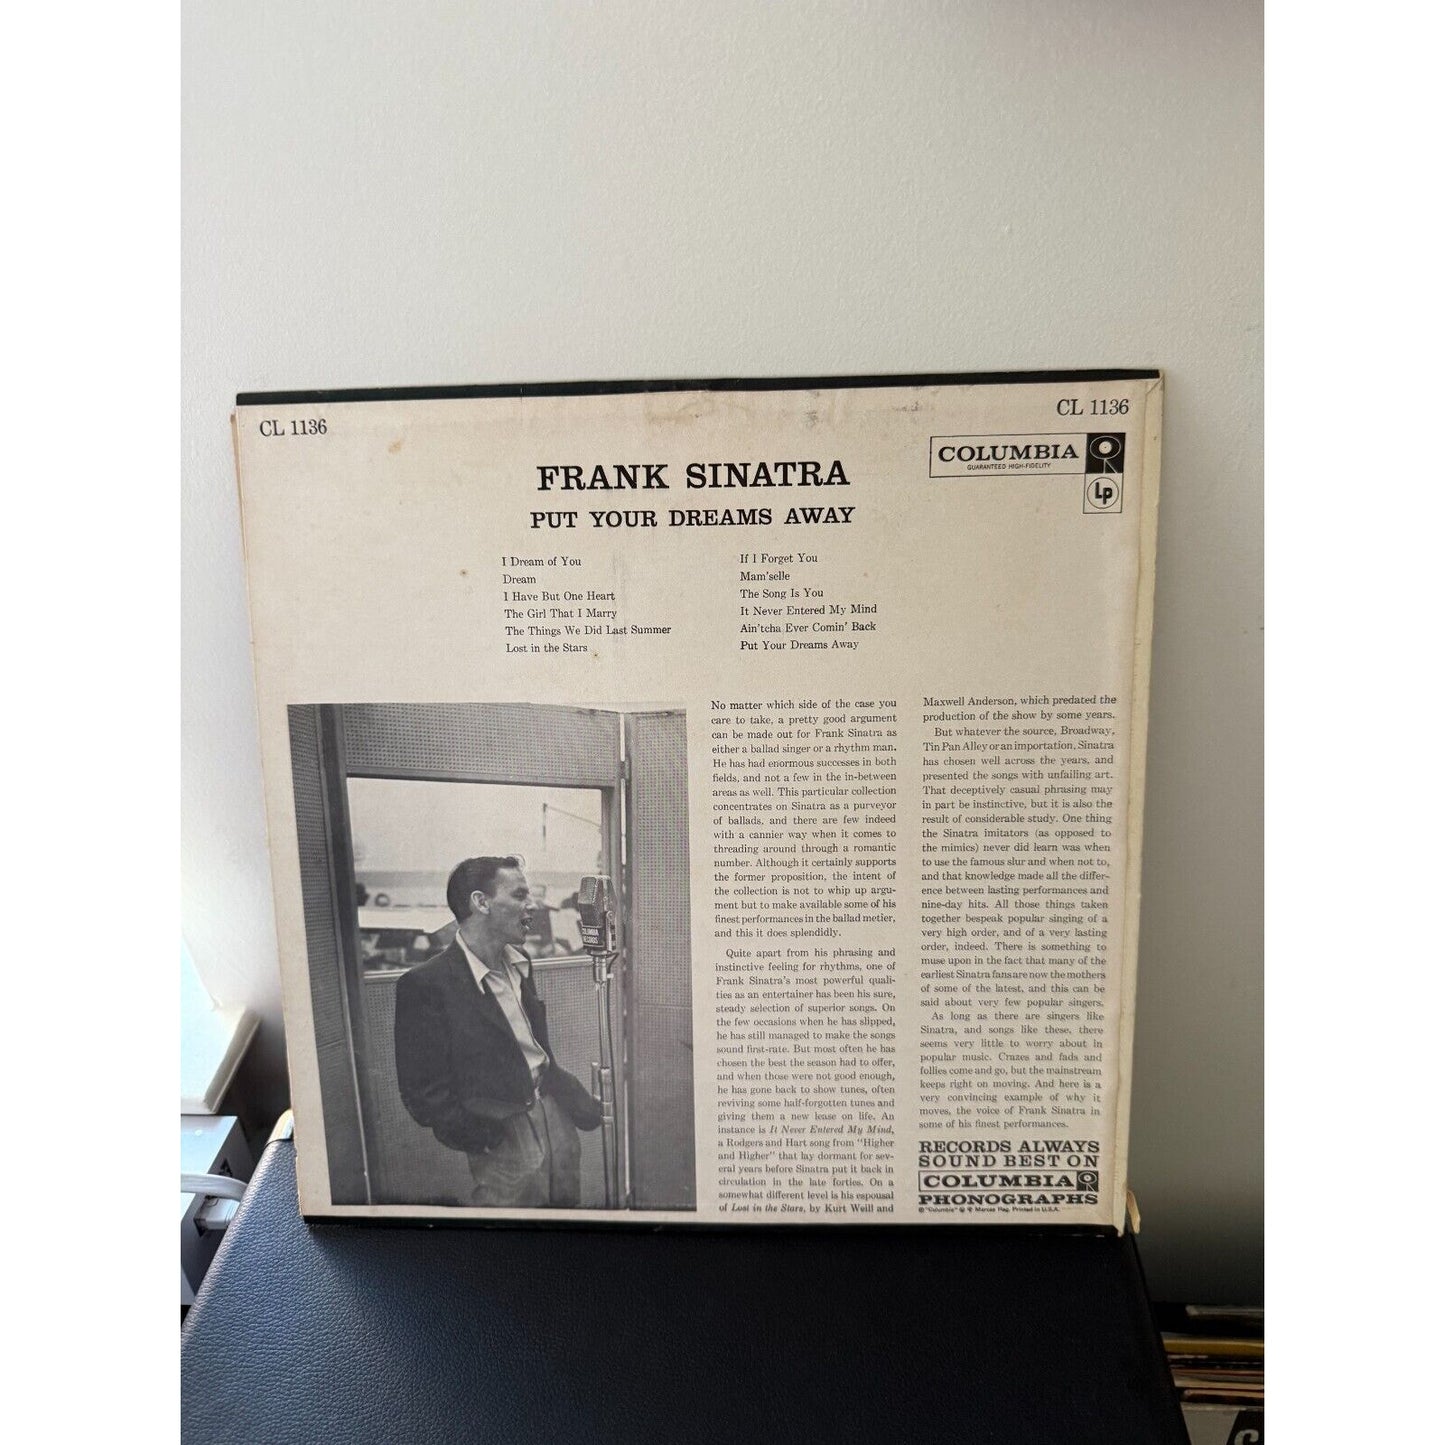 CL 1136
CL 1136
COLUMBIA
GUARANTEED HIGH-FIDELITY
Lp
FRANK SINATRA
PUT YOUR DREAMS AWAY
I Dream of You
Dream
I Have But One Heart
The Girl That I Marry
The Things We Did Last Summer
Lost in the Stars
If I Forget You
Mam'selle
The Song Is You
It Never Entered My Mind
Ain'tcha Ever Comin' Back
Put Your Dreams Away
COLUMBIA
RECORDS
No matter which side of the case you
care to take, a pretty good argument
can be made out for Frank Sinatra as
either a ballad singer or a rhythm man.
He has had enormous successes in both
fields, and not a few in the in-between
areas as well. This particular collection
concentrates on Sinatra as a purveyor
of ballads, and there are few indeed
with a cannier way when it comes to
threading around through a romantic
number. Although it certainly supports
the former proposition, the intent of
the collection is not to whip up argu-
ment but to make available some of his
finest performances in the ballad metier,
and this it does splendidly.
Quite apart from his phrasing and
instinctive feeling for rhythms, one of
Frank Sinatra's most powerful quali-
ties as an entertainer has been his sure,
steady selection of superior songs. On
the few occasions when he has slipped,
he has still managed to make the songs
sound first-rate. But most often he has
chosen the best the season had to offer,
and when those were not good enough,
he has gone back to show tunes, often
reviving some half-forgotten tunes and
giving them a new lease on life. An
instance is It Never Entered My Mind,
a Rodgers and Hart song from "Higher
and Higher" that lay dormant for sev-
eral years before Sinatra put it back in
circulation in the late forties. On a
somewhat different level is his espousal
of Lost in the Stars, by Kurt Weill and
Maxwell Anderson, which predated the
production of the show by some years.
But whatever the source, Broadway,
Tin Pan Alley or an importation, Sinatra
has chosen well across the years, and
presented the songs with unfailing art.
That deceptively casual phrasing may
in part be instinctive, but it is also the
result of considerable study. One thing
the Sinatra imitators (as opposed to
the mimics) never did learn was when
to use the famous slur and when not to,
and that knowledge made all the differ-
ence between lasting performances and
nine-day hits. All those things taken
together bespeak popular singing of a
very high order, and of a very lasting
order, indeed. There is something to
muse upon in the fact that many of the
earliest Sinatra fans are now the mothers
of some of the latest, and this can be
said about very few popular singers.
As long as there are singers like
Sinatra, and songs like these, there
seems very little to worry about in
popular music. Crazes and fads and
follies come and go, but the mainstream
keeps right on moving. And here is a
very convincing example of why it
moves, the voice of Frank Sinatra in
some of his finest performances.
RECORDS ALWAYS
SOUND BEST ON
COLUMBIA
PHONOGRAPHS
© "Columbia" ® Marcas Reg. Printed in U.S.A.